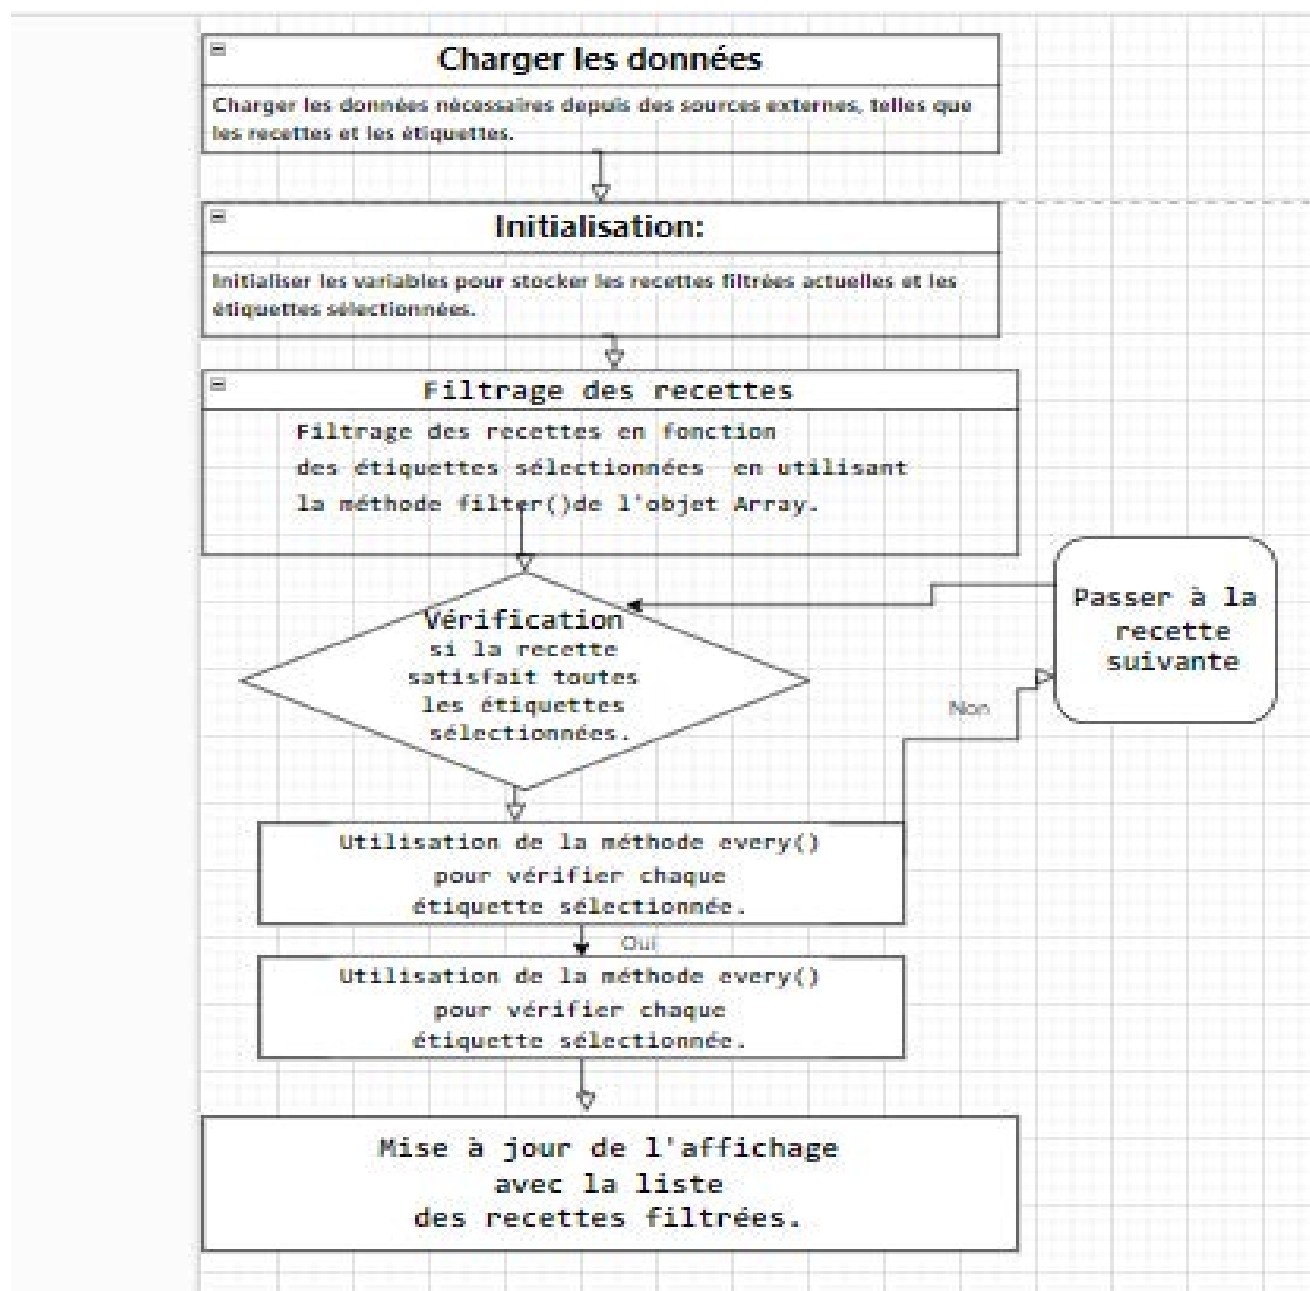 Charger les données
Charger les données nécessaires depuis des sources externes, telles que
les recettes et les étiquettes.
Initialisation:
Initialiser les variables pour stocker les recettes filtrées actuelles et les
étiquettes sélectionnées.
Filtrage des recettes
Filtrage des recettes en fonction
des étiquettes sélectionnées en utilisant
la méthode filter()de l'objet Array.
Vérification
si la recette
satisfait toutes
les étiquettes
sélectionnées.
Passer à la
recette
suivante
Non
Utilisation de la méthode every()
pour vérifier chaque
étiquette sélectionnée.
Oui
Utilisation de la méthode every()
pour vérifier chaque
étiquette sélectionnée.
Mise à jour de l'affichage
avec la liste
des recettes filtrées.